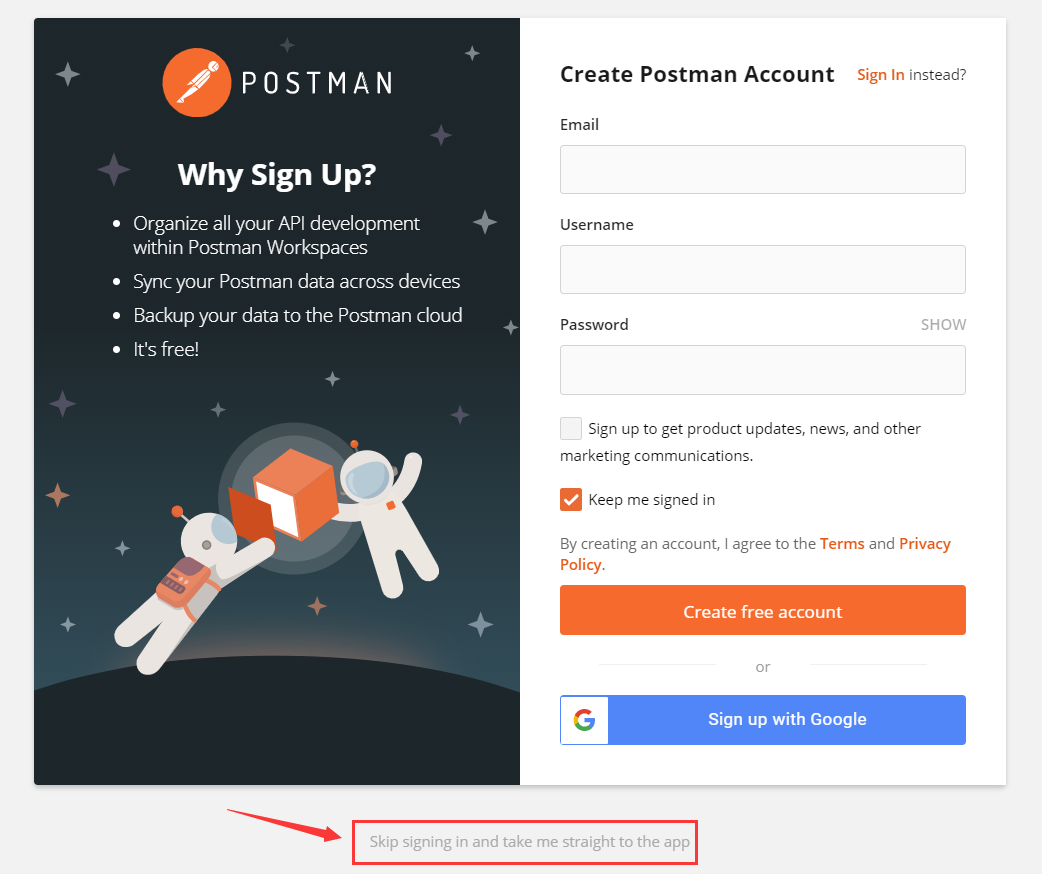 POSTMAN
Why Sign Up?
• Organize all your API development
within Postman Workspaces
• Sync your Postman data across devices
• Backup your data to the Postman cloud
• It's free!
Create Postman Account
Sign In instead?
Email
Username
Password
SHOW
Sign up to get product updates, news, and other
marketing communications.
Keep me signed in
By creating an account, I agree to the Terms and Privacy
Policy.
Create free account
or
Sign up with Google
Skip signing in and take me straight to the app